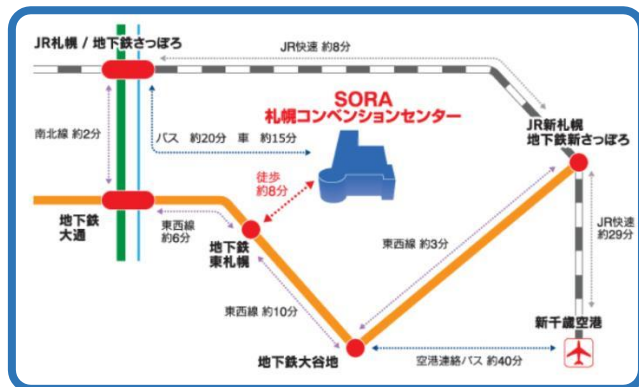 JR札幌 / 地下鉄さっぽろ
JR快速 約8分
SORA
札幌コンベンションセンター
JR新札幌
地下鉄新さっぽろ
南北線 約2分
バス 約20分 車 約15分
徒歩
約8分
地下鉄
大通
東西線
約6分
地下鉄
東札幌
東西線 約3分
JR快速
約29分
東西線 約10分
新千歳空港
地下鉄大谷地
空港連絡バス 約40分